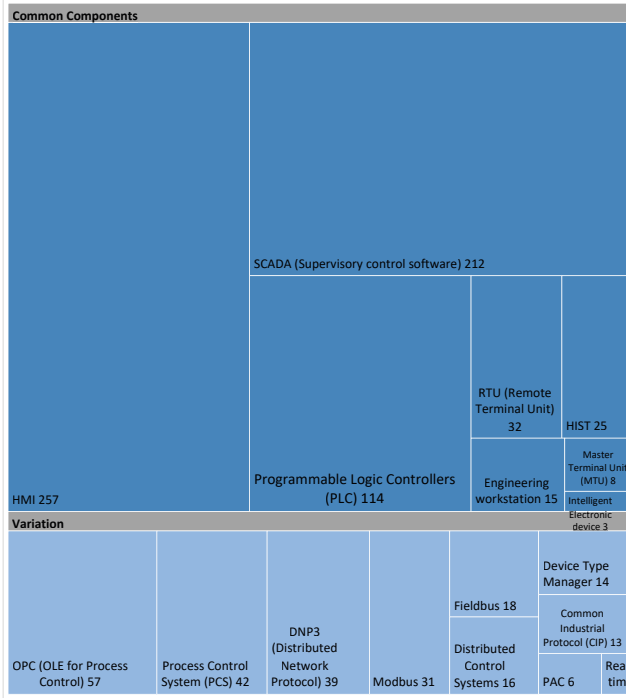 Common Components
SCADA (Supervisory control software) 212
RTU (Remote
Terminal Unit)
32
HIST 25
Master
Terminal Unit
(MTU) 8
HMI 257
Programmable Logic Controllers
(PLC) 114
Engineering
workstation 15
Intelligent
Electronic
device 3
Variation
OPC (OLE for Process
Control) 57
Process Control
System (PCS) 42
DNP3
(Distributed
Network
Protocol) 39
Modbus 31
Fieldbus 18
Distributed
Control
Systems 16
Device Type
Manager 14
Common
Industrial
Protocol (CIP) 13
PAC 6